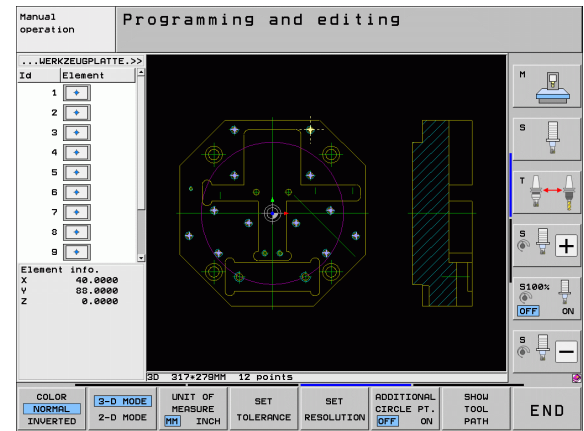 Manual
operation
Programming and editing
...WERKZEUGPLATTE.>>
Id Element
1
2
3
4
5
6
7
8
9
Element info.
X 40.0000
Y 88.0000
Z 0.0000
3D 317*279MM 12 points
M
S
T
S
S100%
OFF ON
S
COLOR
NORMAL
INVERTED
3-D MODE
2-D MODE
UNIT OF
MEASURE
MM INCH
SET
TOLERANCE
SET
RESOLUTION
ADDITIONAL
CIRCLE PT.
OFF ON
SHOW
TOOL
PATH
END